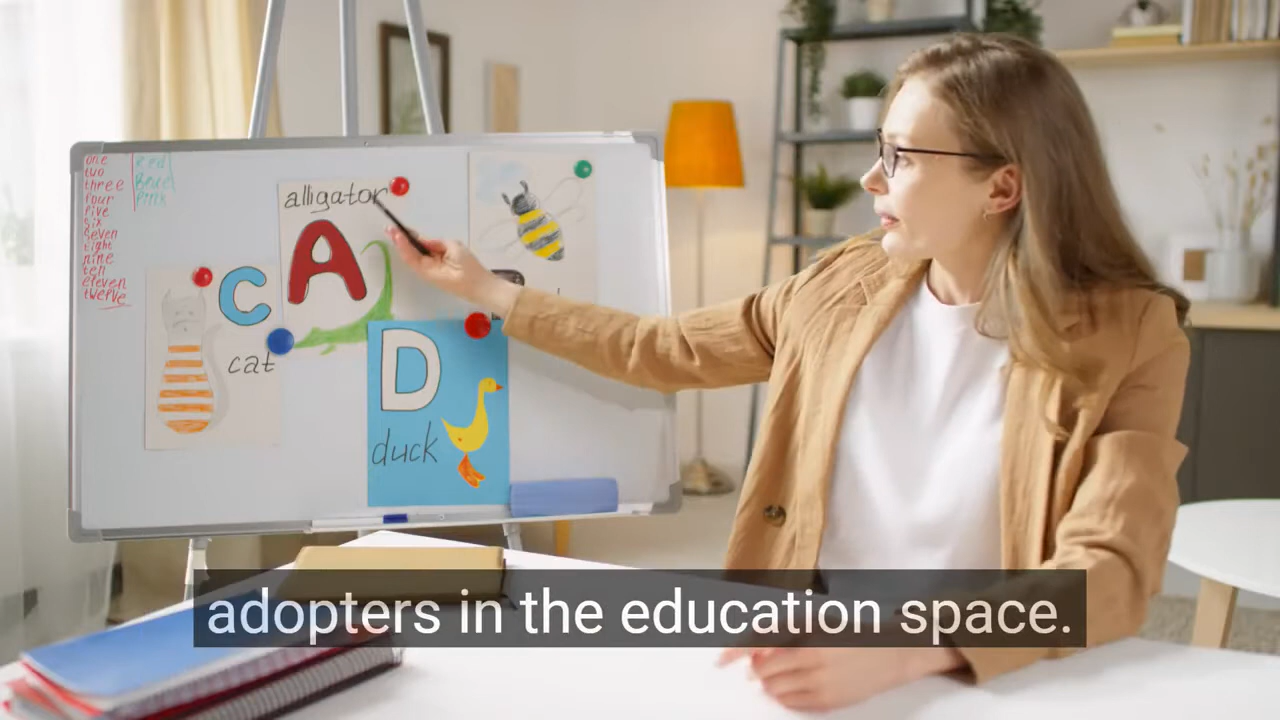 one
two
three
four
five
six
seven
eight
nine
ten
eleven
twelve
Red
Pink
alligator
A
C
cat
D
duck
adopters in the education space.